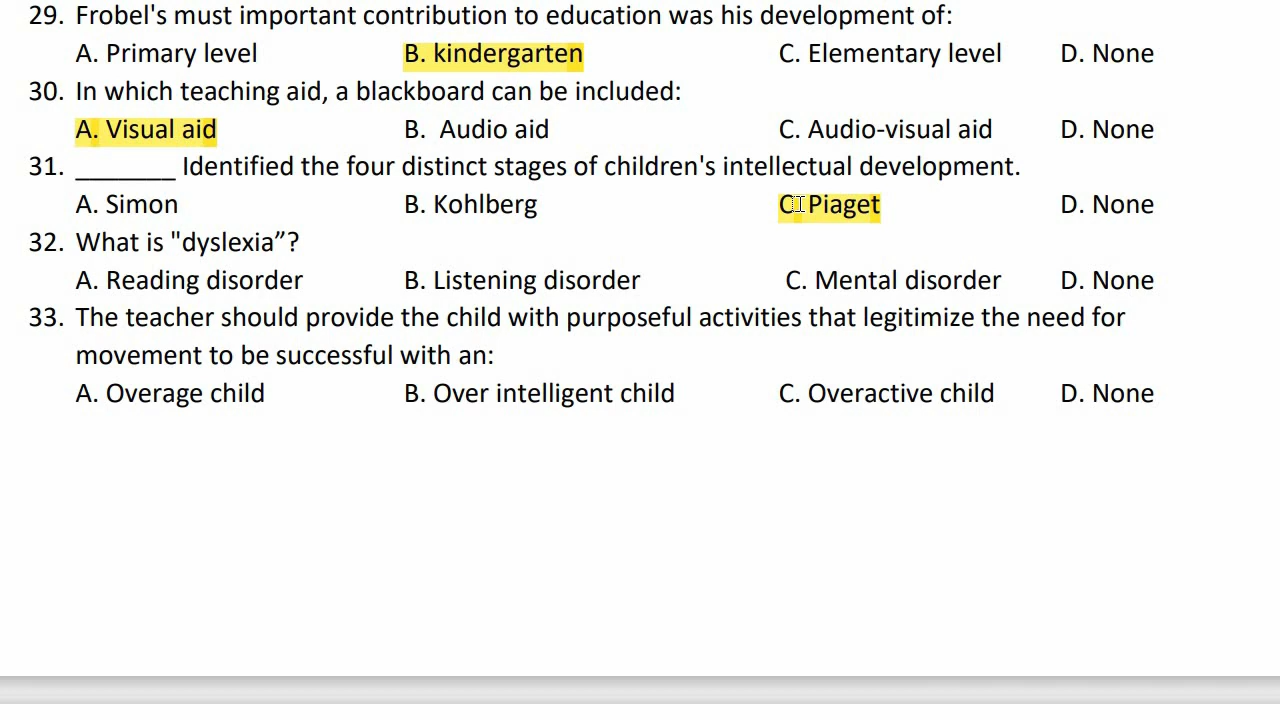 29. Frobel's must important contribution to education was his development of:
A. Primary level B. kindergarten C. Elementary level D. None
30. In which teaching aid, a blackboard can be included:
A. Visual aid B. Audio aid C. Audio-visual aid D. None
31. _______ Identified the four distinct stages of children's intellectual development.
A. Simon B. Kohlberg C. Piaget D. None
32. What is "dyslexia”?
A. Reading disorder B. Listening disorder C. Mental disorder D. None
33. The teacher should provide the child with purposeful activities that legitimize the need for
movement to be successful with an:
A. Overage child B. Over intelligent child C. Overactive child D. None